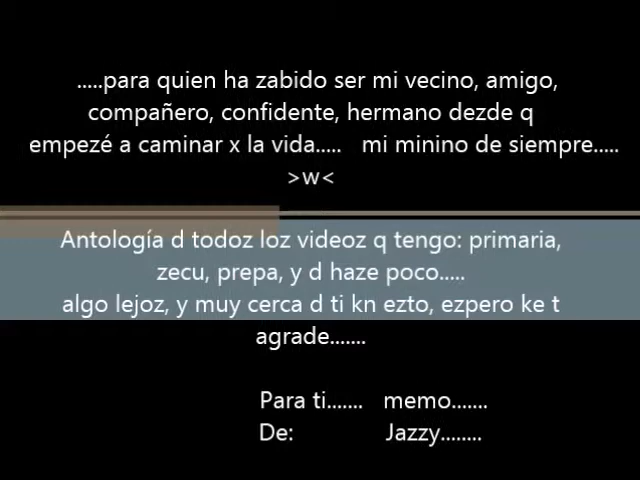 .....para quien ha zabido ser mi vecino, amigo,
compañero, confidente, hermano dezde q
empezé a caminar x la vida..... mi minino de siempre.....
>w<
Antología d todoz loz videoz q tengo: primaria,
zecu, prepa, y d haze poco.....
algo lejoz, y muy cerca d ti kn ezto, ezpero ke t
agrade.......
Para ti....... memo.......
De: Jazzy........